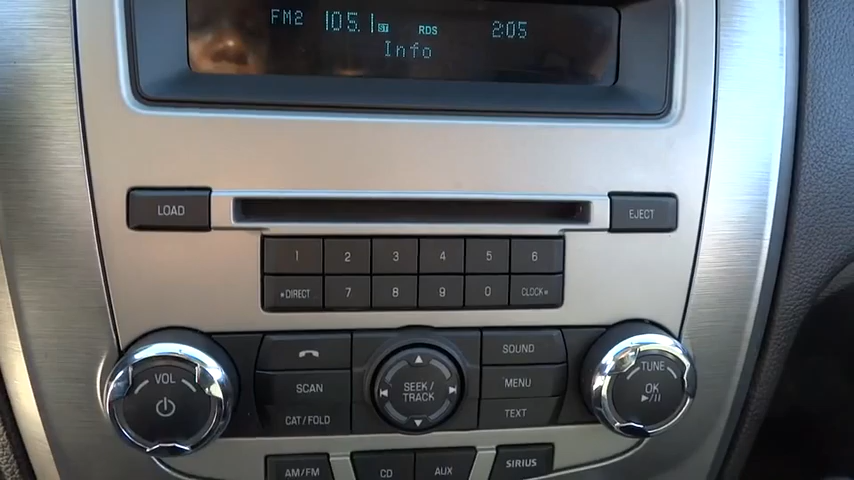 FM2 105.1 ST RDS 2:05
Info
LOAD EJECT
1 2 3 4 5 6
*DIRECT 7 8 9 0 CLOCK*
SOUND
VOL SCAN SEEK/ MENU TUNE
TRACK OK
CAT/FOLD TEXT ▶/II
AM/FM CD AUX SIRIUS